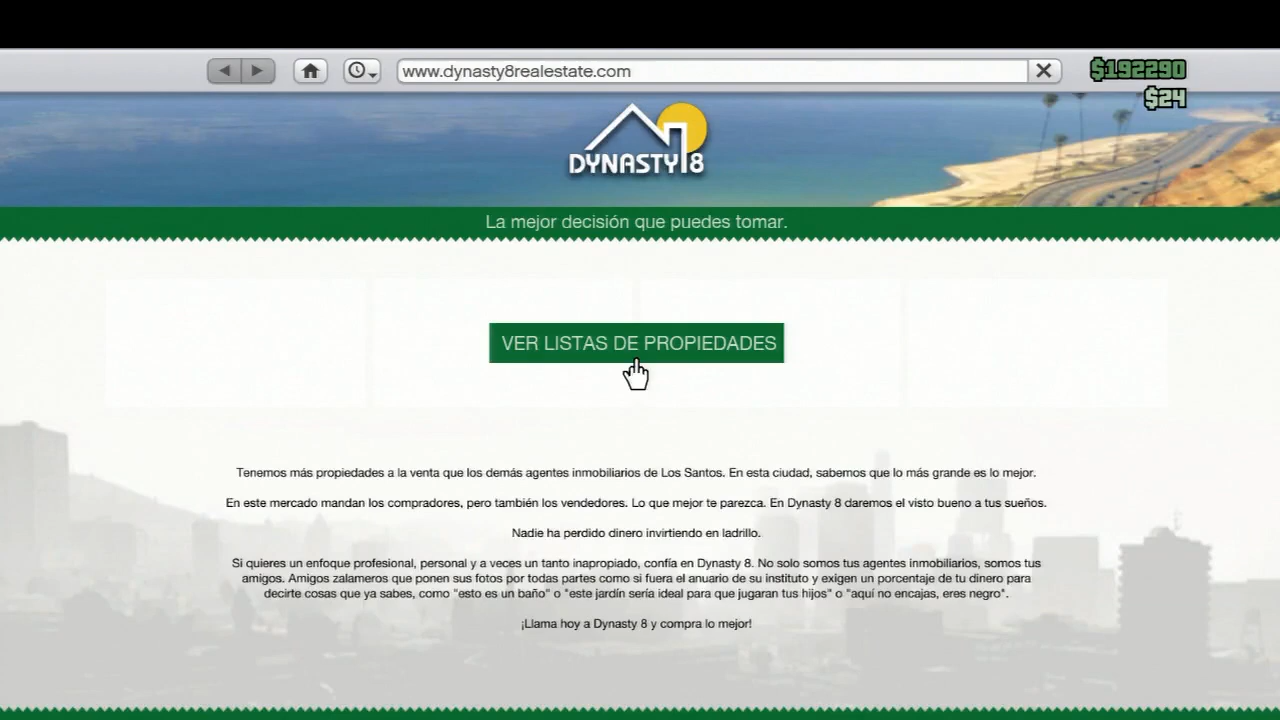 www.dynasty8realestate.com
$192290
$24
DYNASTY 8
La mejor decisión que puedes tomar.
VER LISTAS DE PROPIEDADES
Tenemos más propiedades a la venta que los demás agentes inmobiliarios de Los Santos. En esta ciudad, sabemos que lo más grande es lo mejor.
En este mercado mandan los compradores, pero también los vendedores. Lo que mejor te parezca. En Dynasty 8 daremos el visto bueno a tus sueños.
Nadie ha perdido dinero invirtiendo en ladrillo.
Si quieres un enfoque profesional, personal y a veces un tanto inapropiado, confía en Dynasty 8. No solo somos tus agentes inmobiliarios, somos tus
amigos. Amigos zalameros que ponen sus fotos por todas partes como si fuera el anuario de su instituto y exigen un porcentaje de tu dinero para
decirte cosas que ya sabes, como "esto es un baño" o "este jardín sería ideal para que jugaran tus hijos" o "aquí no encajas, eres negro".
¡Llama hoy a Dynasty 8 y compra lo mejor!